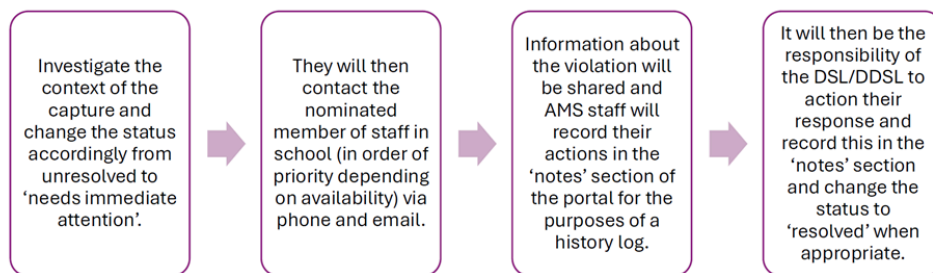 Investigate the
context of the
capture and
change the status
accordingly from
unresolved to
‘needs immediate
attention’.
They will then
contact the
nominated
member of staff in
school (in order of
priority depending
on availability) via
phone and email.
Information about
the violation will
be shared and
AMS staff will
record their
actions in the
‘notes’ section of
the portal for the
purposes of a
history log.
It will then be the
responsibility of
the DSL/DDSL to
action their
response and
record this in the
‘notes’ section
and change the
status to
‘resolved’ when
appropriate.